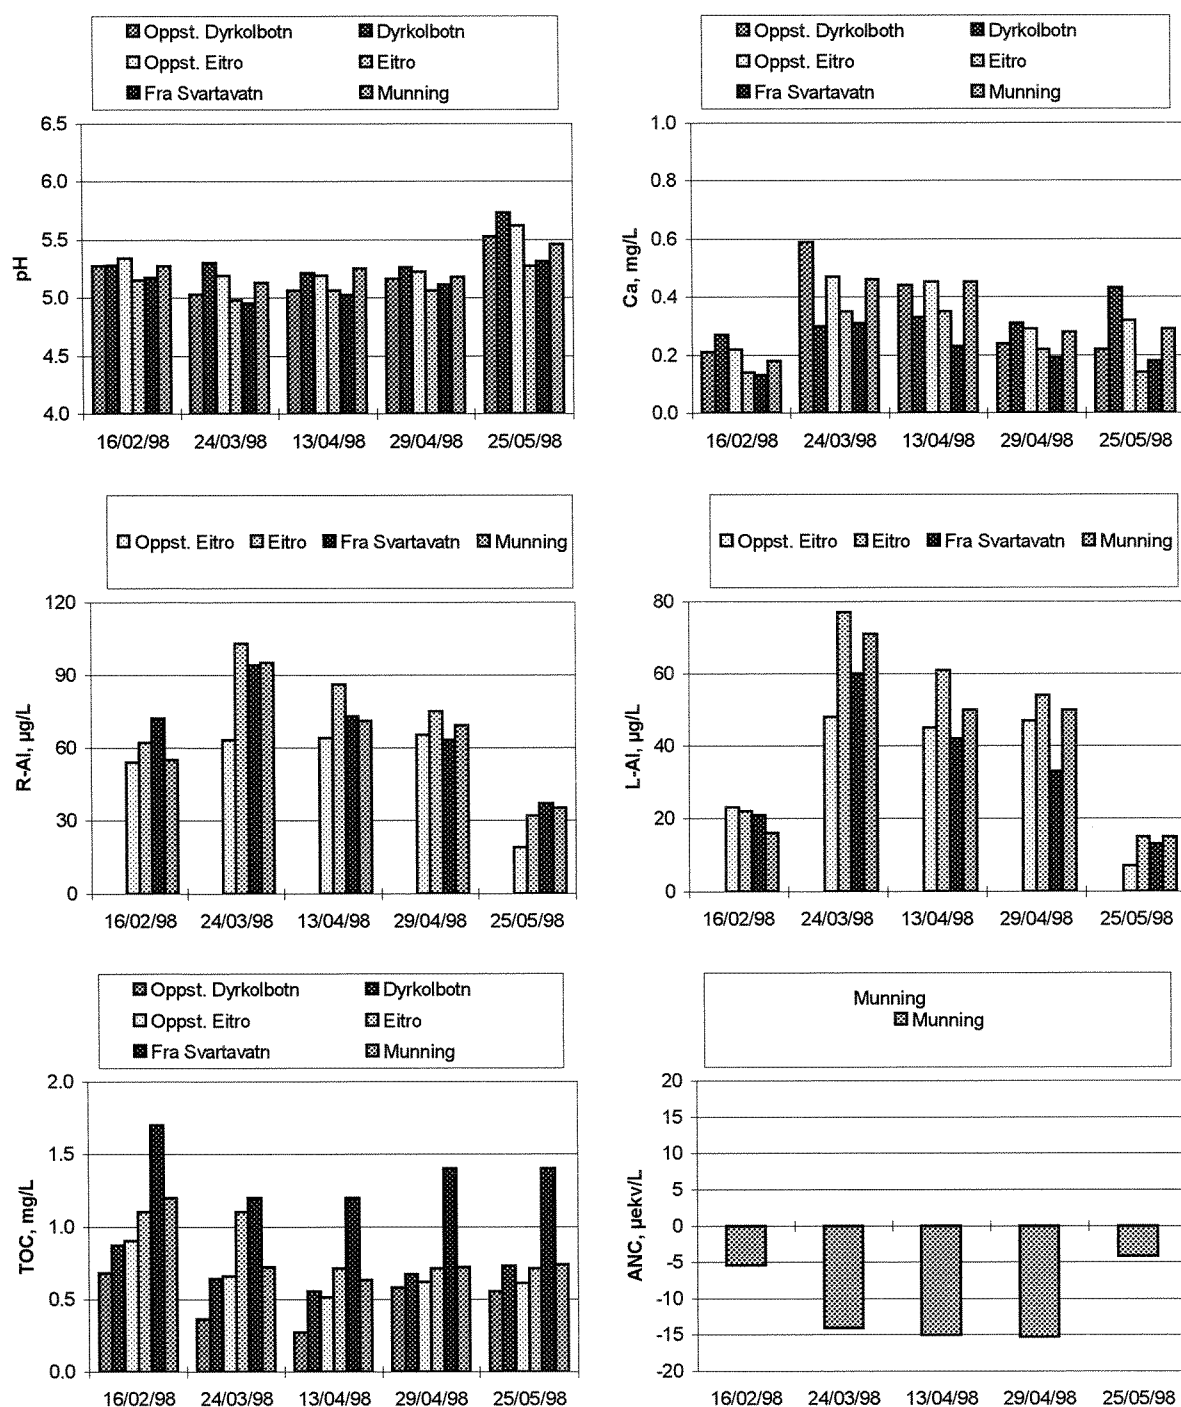 Oppst. Dyrkolbotn Dyrkolbotn
Oppst. Eitro Eitro
Fra Svartavatn Munning
6.5
6.0
5.5
5.0
4.5
4.0
pH
16/02/98 24/03/98 13/04/98 29/04/98 25/05/98
Oppst. Dyrkolboth Dyrkolbotn
Oppst. Eitro Eitro
Fra Svartavatn Munning
1.0
0.8
0.6
0.4
0.2
0.0
Ca, mg/L
16/02/98 24/03/98 13/04/98 29/04/98 25/05/98
Oppst. Eitro Eitro Fra Svartavatn Munning
120
90
60
30
0
R-Al, µg/L
16/02/98 24/03/98 13/04/98 29/04/98 25/05/98
Oppst. Eitro Eitro Fra Svartavatn Munning
80
60
40
20
0
L-Al, µg/L
16/02/98 24/03/98 13/04/98 29/04/98 25/05/98
Oppst. Dyrkolbotn Dyrkolbotn
Oppst. Eitro Eitro
Fra Svartavatn Munning
2.0
1.5
1.0
0.5
0.0
TOC, mg/L
16/02/98 24/03/98 13/04/98 29/04/98 25/05/98
Munning
Munning
20
15
10
5
0
-5
-10
-15
-20
ANC, µekv/L
16/02/98 24/03/98 13/04/98 29/04/98 25/05/98